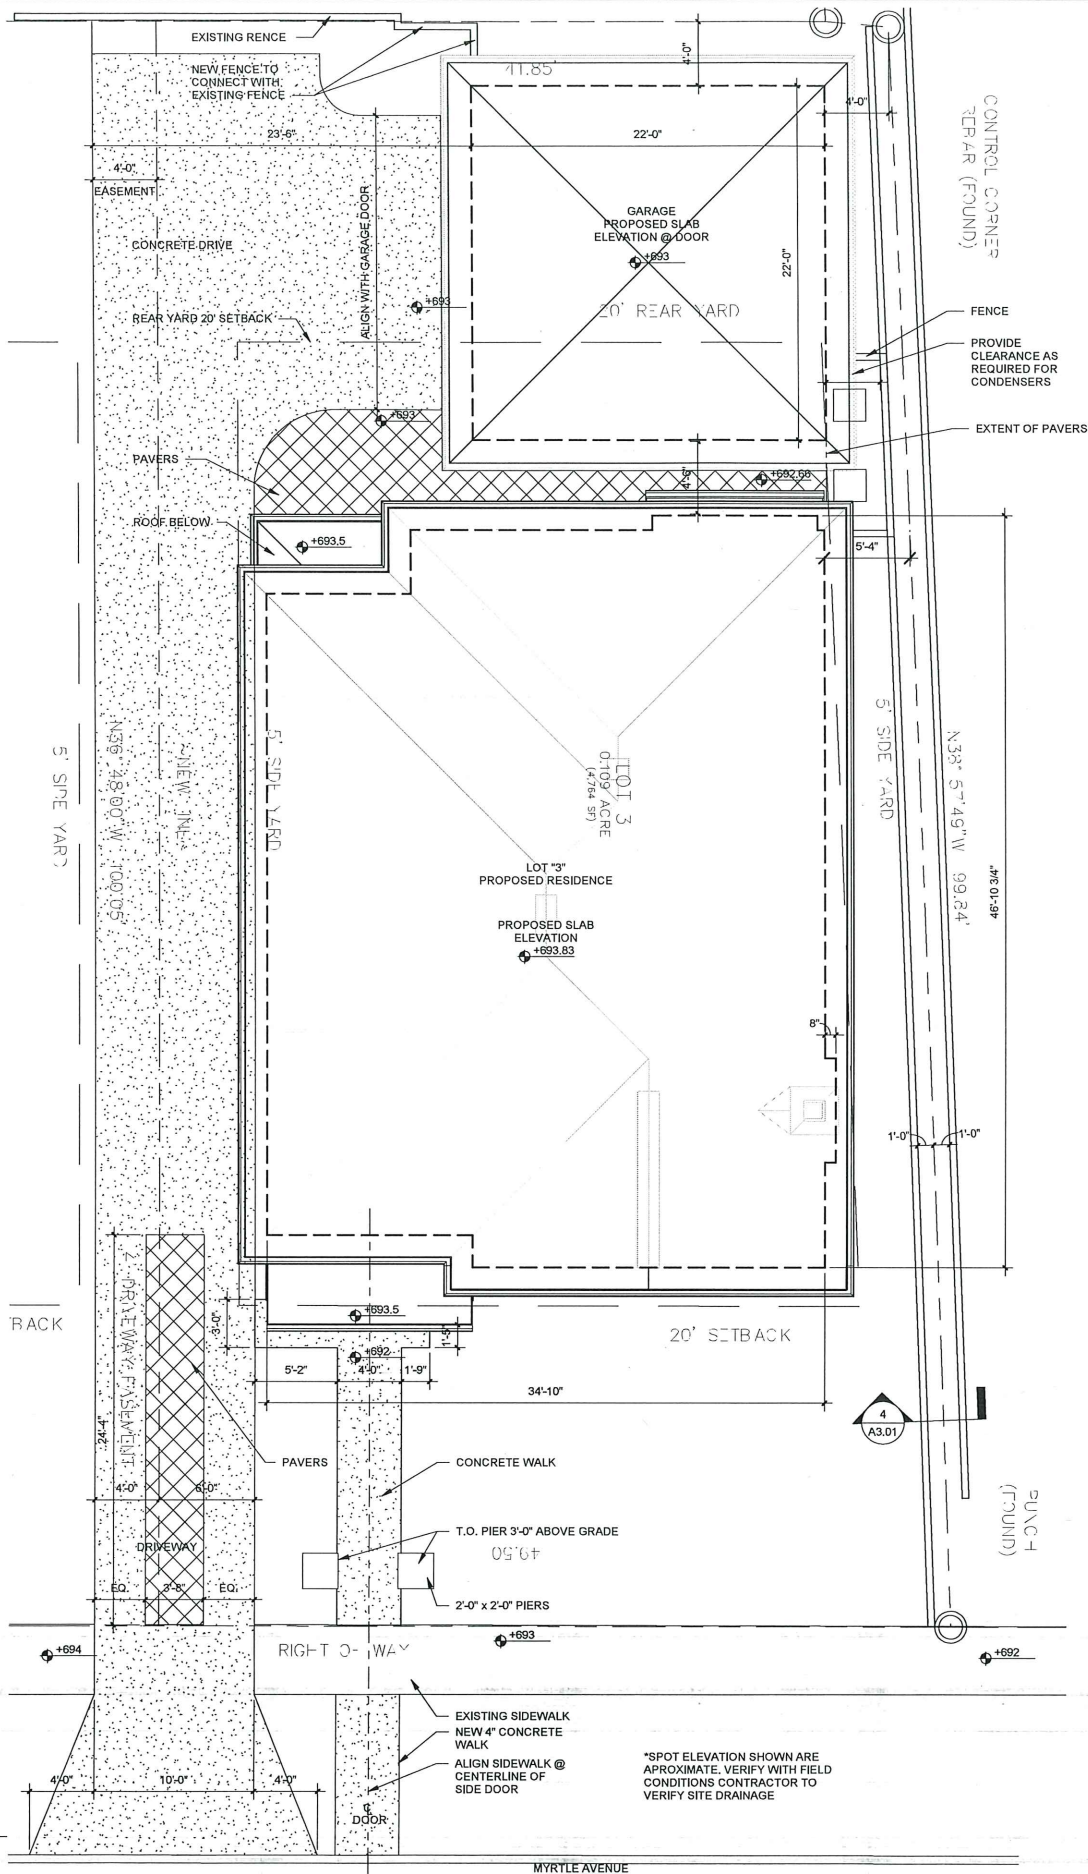 EXISTING RENCE
NEW FENCE TO
CONNECT WITH
EXISTING FENCE
41.85'
4'-0"
4'-0"
CONTROL CORNER
(FOUND)
23'-6"
22'-0"
4'-0"
EASEMENT
GARAGE
PROPOSED SLAB
ELEVATION @ DOOR
+693
CONCRETE DRIVE
ALIGN WITH GARAGE DOOR
22'-0"
+693
20' REAR YARD
REAR YARD 20' SETBACK
FENCE
PROVIDE
CLEARANCE AS
REQUIRED FOR
CONDENSERS
+693
EXTENT OF PAVERS
PAVERS
4'-6"
+692.66
ROOF BELOW
+693.5
5'-4"
5' SIDE YARD
N36° 48'00"W 100.05'
5' SIDE YARD
LOT 3
0.109 ACRE
(4,764 SF)
5' SIDE YARD
N38° 57'49"W 99.84'
46'-10 3/4"
LOT "3"
PROPOSED RESIDENCE
PROPOSED SLAB
ELEVATION
+693.83
8"
1'-0"
1'-0"
DRIVEWAY EASEMENT
3'-0"
+693.5
1'-5"
20' SETBACK
+692
5'-2"
4'-0"
1'-9"
34'-10"
4
A3.01
24'-4"
PAVERS
CONCRETE WALK
4'-0"
6'-0"
T.O. PIER 3'-0" ABOVE GRADE
49.50
(FOUND)
DRIVEWAY
EQ.
3'-8"
EQ.
2'-0" x 2'-0" PIERS
+694
RIGHT OF WAY
+693
+692
EXISTING SIDEWALK
NEW 4" CONCRETE
WALK
ALIGN SIDEWALK @
CENTERLINE OF
SIDE DOOR
*SPOT ELEVATION SHOWN ARE
APROXIMATE. VERIFY WITH FIELD
CONDITIONS CONTRACTOR TO
VERIFY SITE DRAINAGE
4'-0"
10'-0"
4'-0"
DOOR
MYRTLE AVENUE